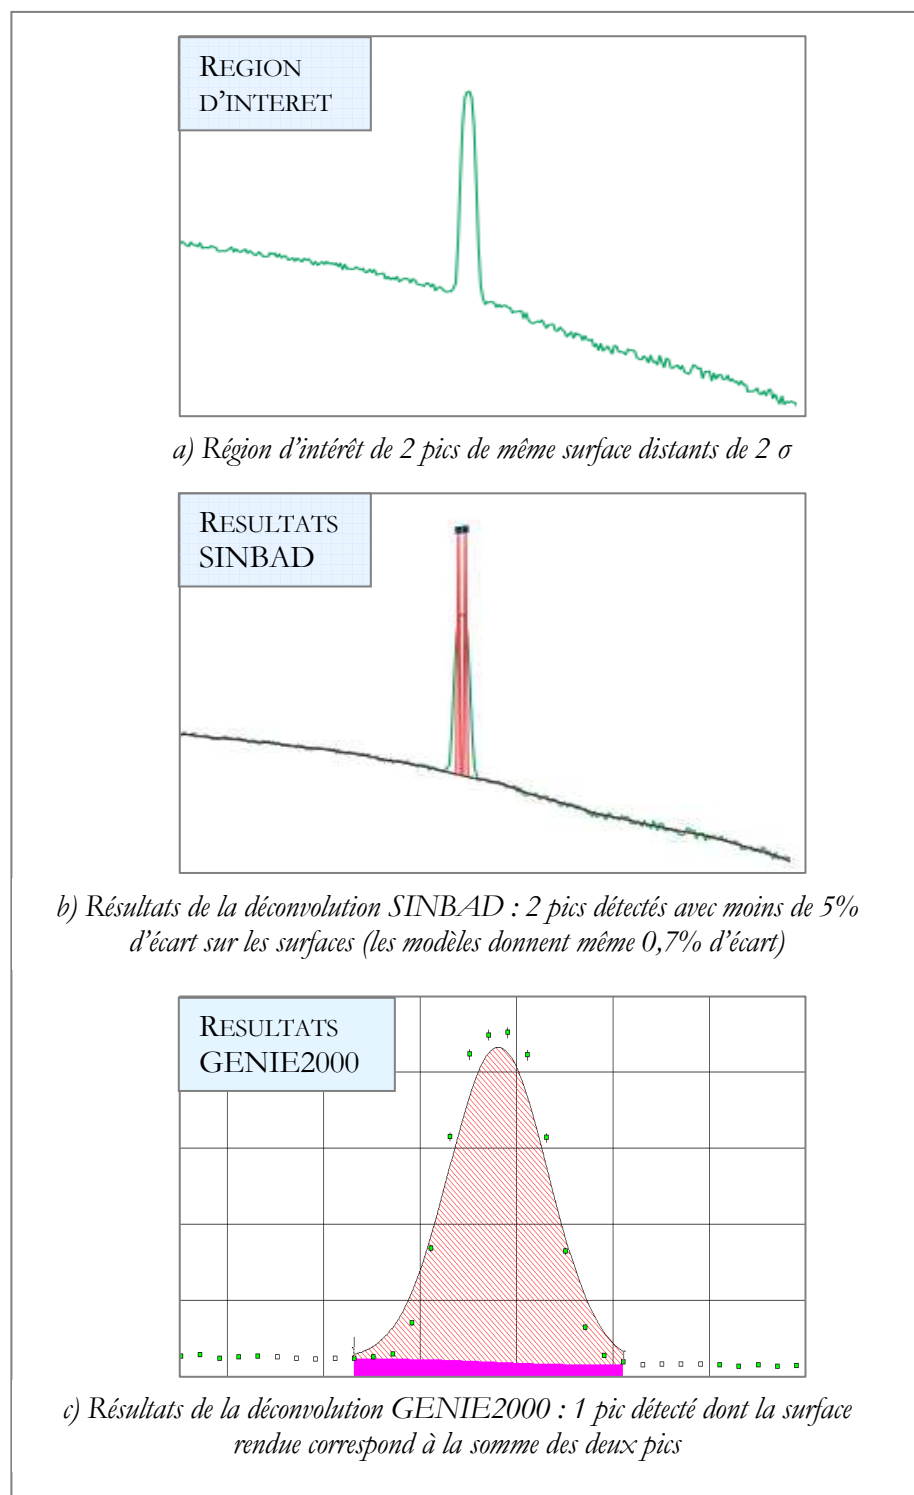 REGION
D'INTERET
a) Région d'intérêt de 2 pics de même surface distants de 2 σ
RESULTATS
SINBAD
b) Résultats de la déconvolution SINBAD : 2 pics détectés avec moins de 5%
d'écart sur les surfaces (les modèles donnent même 0,7% d'écart)
RESULTATS
GENIE2000
c) Résultats de la déconvolution GENIE2000 : 1 pic détecté dont la surface
rendue correspond à la somme des deux pics